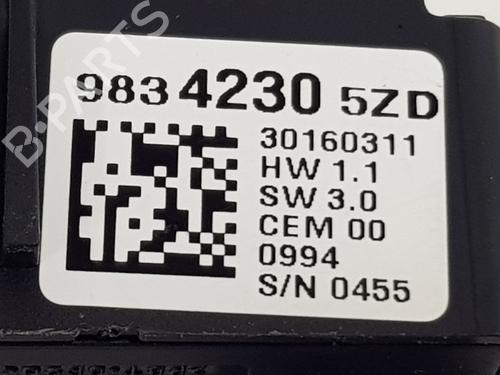 9834230 5ZD
30160311
HW 1.1
SW 3.0
CEM 00
0994
S/N 0455
B-PARTS